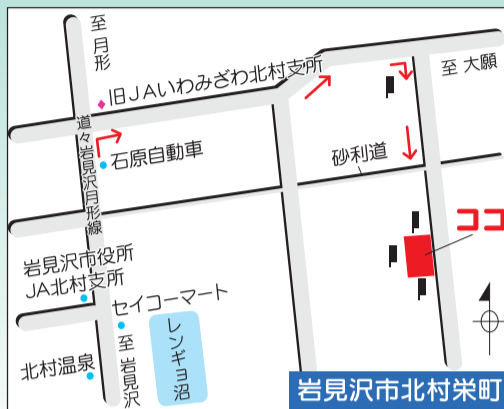 至 月形
旧JAいわみざわ北村支所
至 大願
道々岩見沢月形線
石原自動車
砂利道
ココ
岩見沢市役所
JA北村支所
セイコーマート
レンギョ沼
北村温泉
至 岩見沢
岩見沢市北村栄町